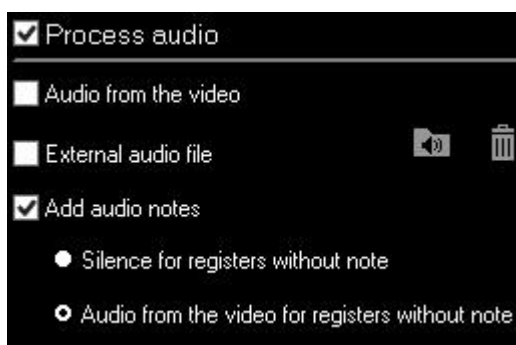 Process audio
Audio from the video
External audio file
Add audio notes
Silence for registers without note
Audio from the video for registers without note